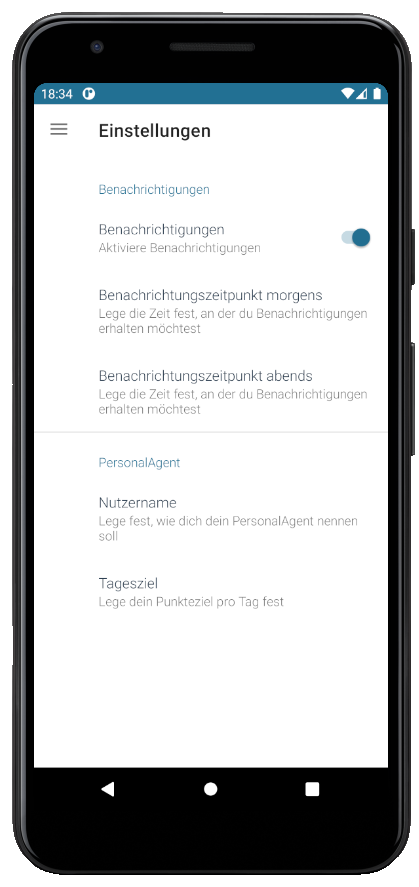 18:34
Einstellungen
Benachrichtigungen
Benachrichtigungen
Aktiviere Benachrichtigungen
Benachrichtungszeitpunkt morgens
Lege die Zeit fest, an der du Benachrichtigungen
erhalten möchtest
Benachrichtungszeitpunkt abends
Lege die Zeit fest, an der du Benachrichtigungen
erhalten möchtest
PersonalAgent
Nutzername
Lege fest, wie dich dein PersonalAgent nennen
soll
Tagesziel
Lege dein Punkteziel pro Tag fest